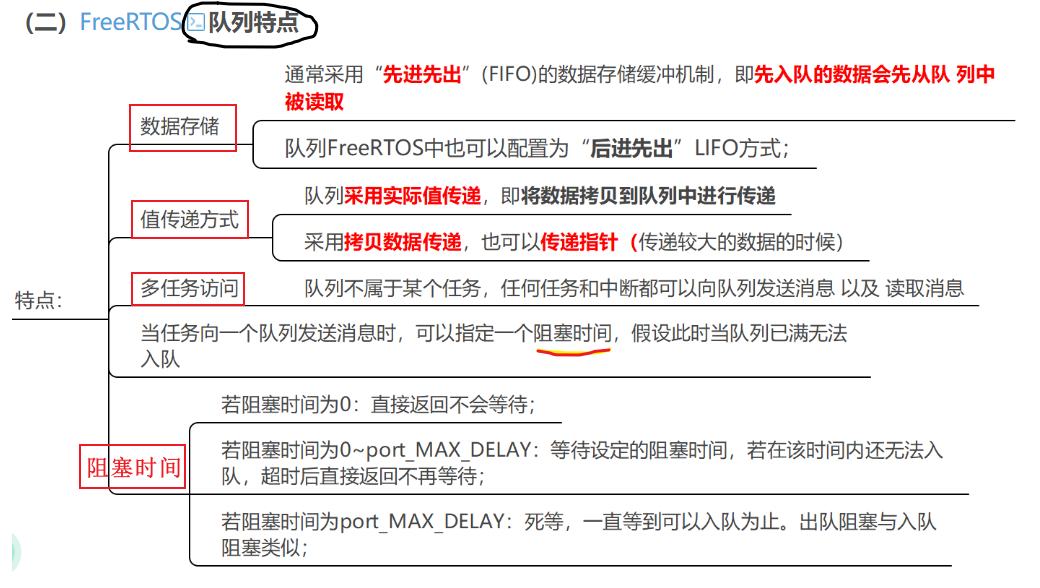 （二）FreeRTOS队列特点
通常采用“先进先出”(FIFO)的数据存储缓冲机制，即先入队的数据会先从队 列中
被读取
数据存储
队列FreeRTOS中也可以配置为“后进先出”LIFO方式；
队列采用实际值传递，即将数据拷贝到队列中进行传递
值传递方式
采用拷贝数据传递，也可以传递指针（传递较大的数据的时候）
特点：
多任务访问
队列不属于某个任务，任何任务和中断都可以向队列发送消息 以及 读取消息
当任务向一个队列发送消息时，可以指定一个阻塞时间，假设此时当队列已满无法
入队
若阻塞时间为0：直接返回不会等待；
阻塞时间
若阻塞时间为0~port_MAX_DELAY：等待设定的阻塞时间，若在该时间内还无法入
队，超时后直接返回不再等待；
若阻塞时间为port_MAX_DELAY：死等，一直等到可以入队为止。出队阻塞与入队
阻塞类似；